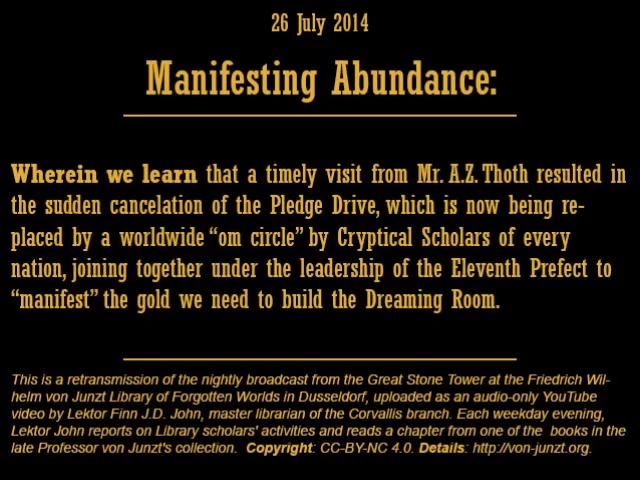 26 July 2014
Manifesting Abundance:
Wherein we learn that a timely visit from Mr. A.Z. Thoth resulted in
the sudden cancelation of the Pledge Drive, which is now being re-
placed by a worldwide “om circle” by Cryptical Scholars of every
nation, joining together under the leadership of the Eleventh Prefect to
“manifest” the gold we need to build the Dreaming Room.
This is a retransmission of the nightly broadcast from the Great Stone Tower at the Friedrich Wil-
helm von Junzt Library of Forgotten Worlds in Dusseldorf, uploaded as an audio-only YouTube
video by Lektor Finn J.D. John, master librarian of the Corvallis branch. Each weekday evening,
Lektor John reports on Library scholars' activities and reads a chapter from one of the books in the
late Professor von Junzt's collection. Copyright: CC-BY-NC 4.0. Details: http://von-junzt.org.